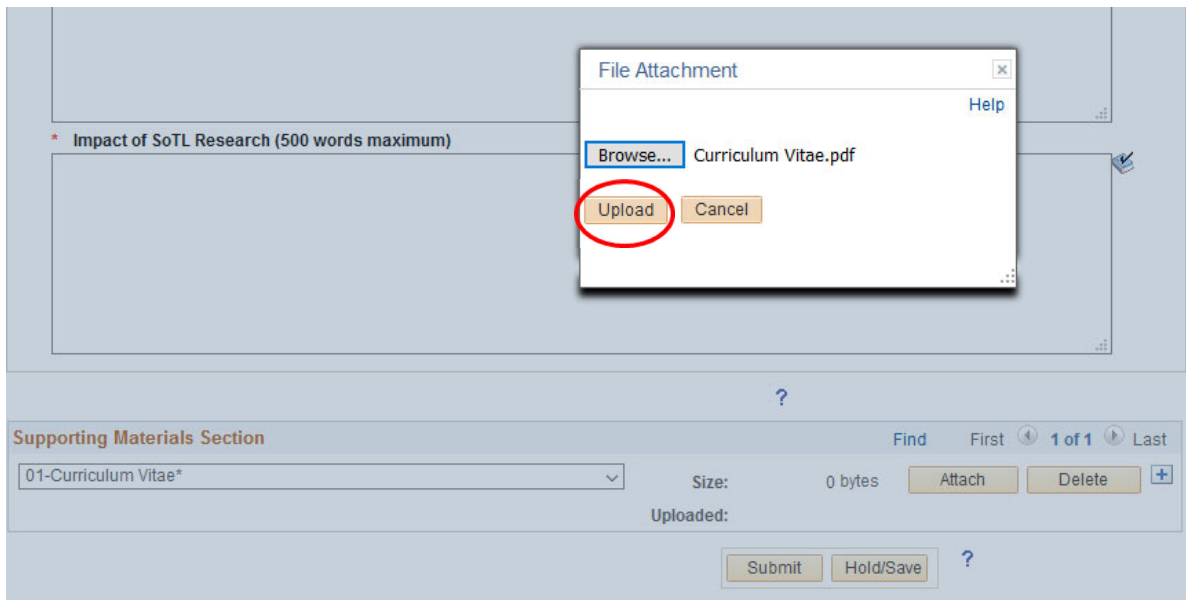 File Attachment
Help
* Impact of SoTL Research (500 words maximum)
Browse... Curriculum Vitae.pdf
Upload Cancel
?
Supporting Materials Section Find First 1 of 1 Last
01-Curriculum Vitae* Size: 0 bytes Attach Delete +
Uploaded:
Submit Hold/Save ?